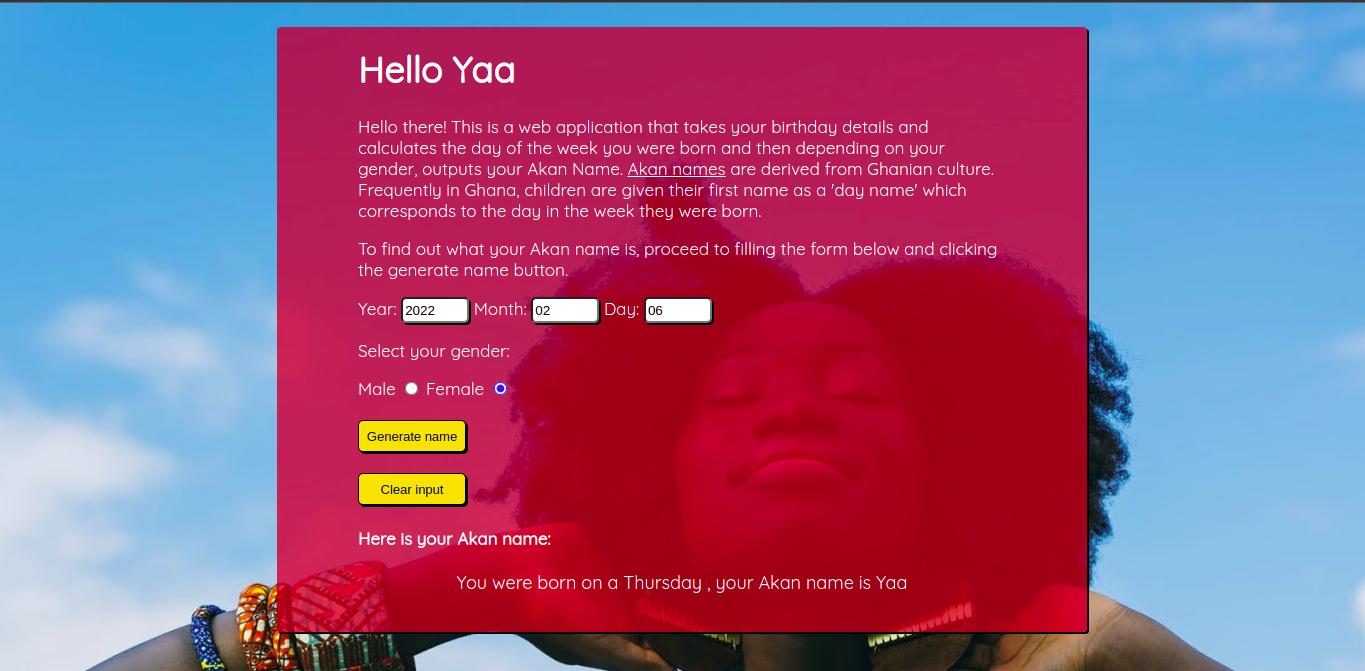 Hello Yaa
Hello there! This is a web application that takes your birthday details and
calculates the day of the week you were born and then depending on your
gender, outputs your Akan Name. Akan names are derived from Ghanian culture.
Frequently in Ghana, children are given their first name as a 'day name' which
corresponds to the day in the week they were born.
To find out what your Akan name is, proceed to filling the form below and clicking
the generate name button.
Year: 2022 Month: 02 Day: 06
Select your gender:
Male Female
Generate name
Clear input
Here is your Akan name:
You were born on a Thursday , your Akan name is Yaa